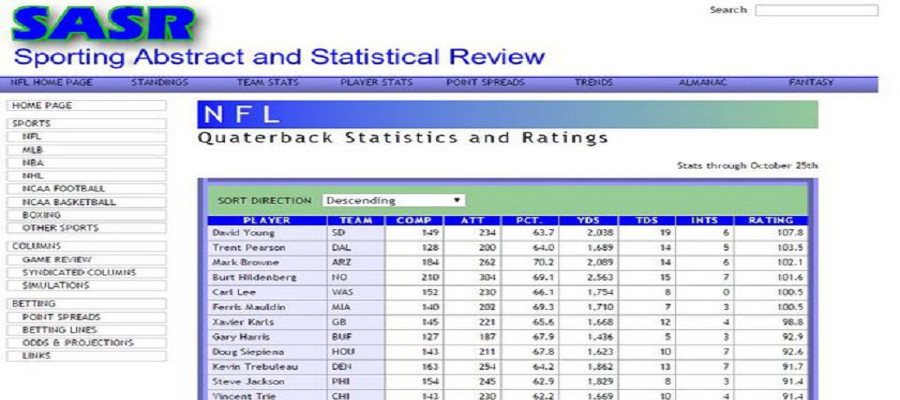 SASR
Search
Sporting Abstract and Statistical Review
NFL HOME PAGE STANDINGS TEAM STATS PLAYER STATS POINT SPREADS TRENDS ALMANAC FANTASY
HOME PAGE
SPORTS
NFL
MLB
NBA
NHL
NCAA FOOTBALL
NCAA BASKETBALL
BOXING
OTHER SPORTS
COLUMNS
GAME REVIEW
SYNDICATED COLUMNS
SIMULATIONS
BETTING
POINT SPREADS
BETTING LINES
ODDS & PROJECTIONS
LINKS
NFL
Quaterback Statistics and Ratings
Stats through October 25th
SORT DIRECTION Descending
PLAYER TEAM COMP ATT PCT. YDS TDS INTS RATING
David Young SD 149 234 63.7 2,038 19 6 107.8
Trent Pearson DAL 128 200 64.0 1,689 14 5 103.5
Mark Browne ARZ 184 262 70.2 2,089 14 6 102.1
Burt Hildenberg NO 210 304 69.1 2,563 15 7 101.6
Carl Lee WAS 152 230 66.1 1,754 8 0 100.5
Ferris Mauldin MIA 140 202 69.3 1,710 7 3 100.5
Xavier Karls GB 145 221 65.6 1,668 12 4 98.8
Gary Harris BUF 127 187 67.9 1,436 5 3 92.9
Doug Siepiena HOU 143 211 67.8 1,623 10 7 92.6
Kevin Trebuleau DEN 163 254 64.2 1,862 13 7 91.7
Steve Jackson PHI 154 245 62.9 1,829 8 3 91.4
Vincent Trie CHI 143 230 62.2 1,669 10 4 91.4